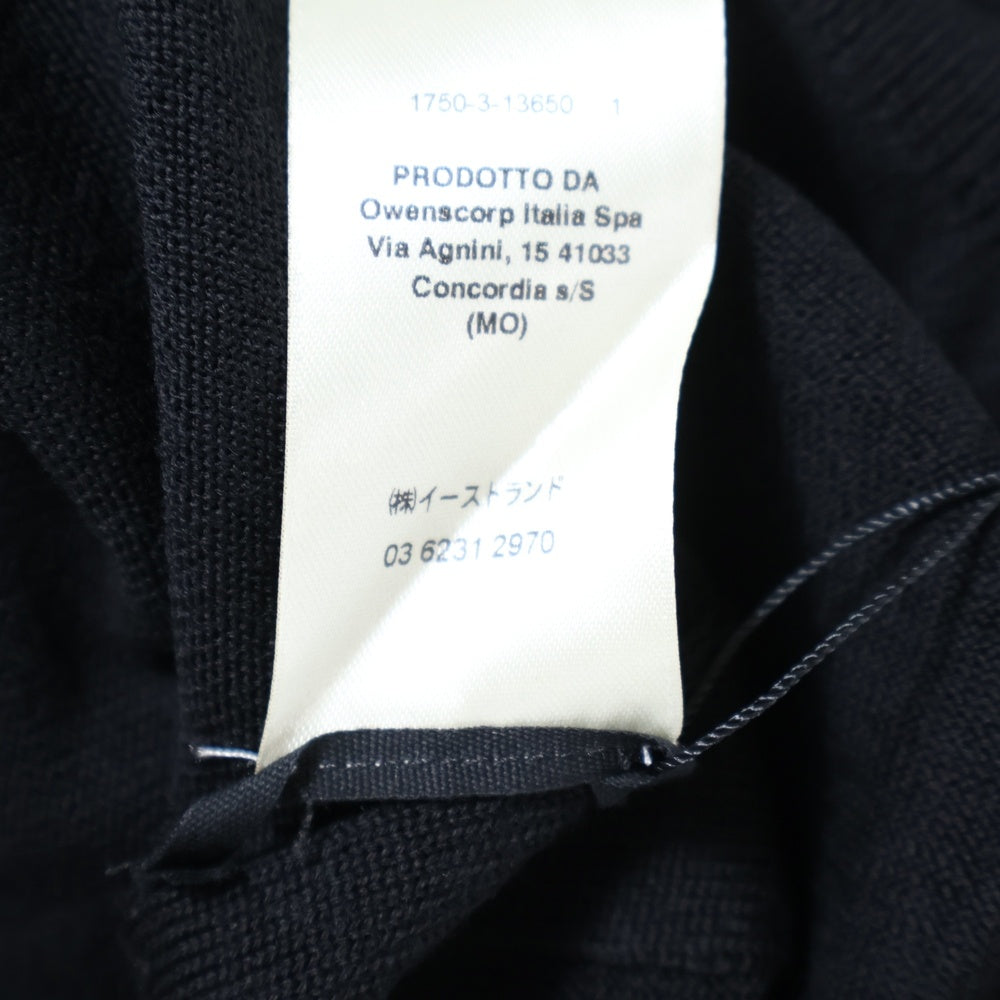 1750-3-13650 1
PRODOTTO DA
Owenscorp Italia Spa
Via Agnini, 15 41033
Concordia s/S
(MO)
㈱イーストランド
03 6231 2970